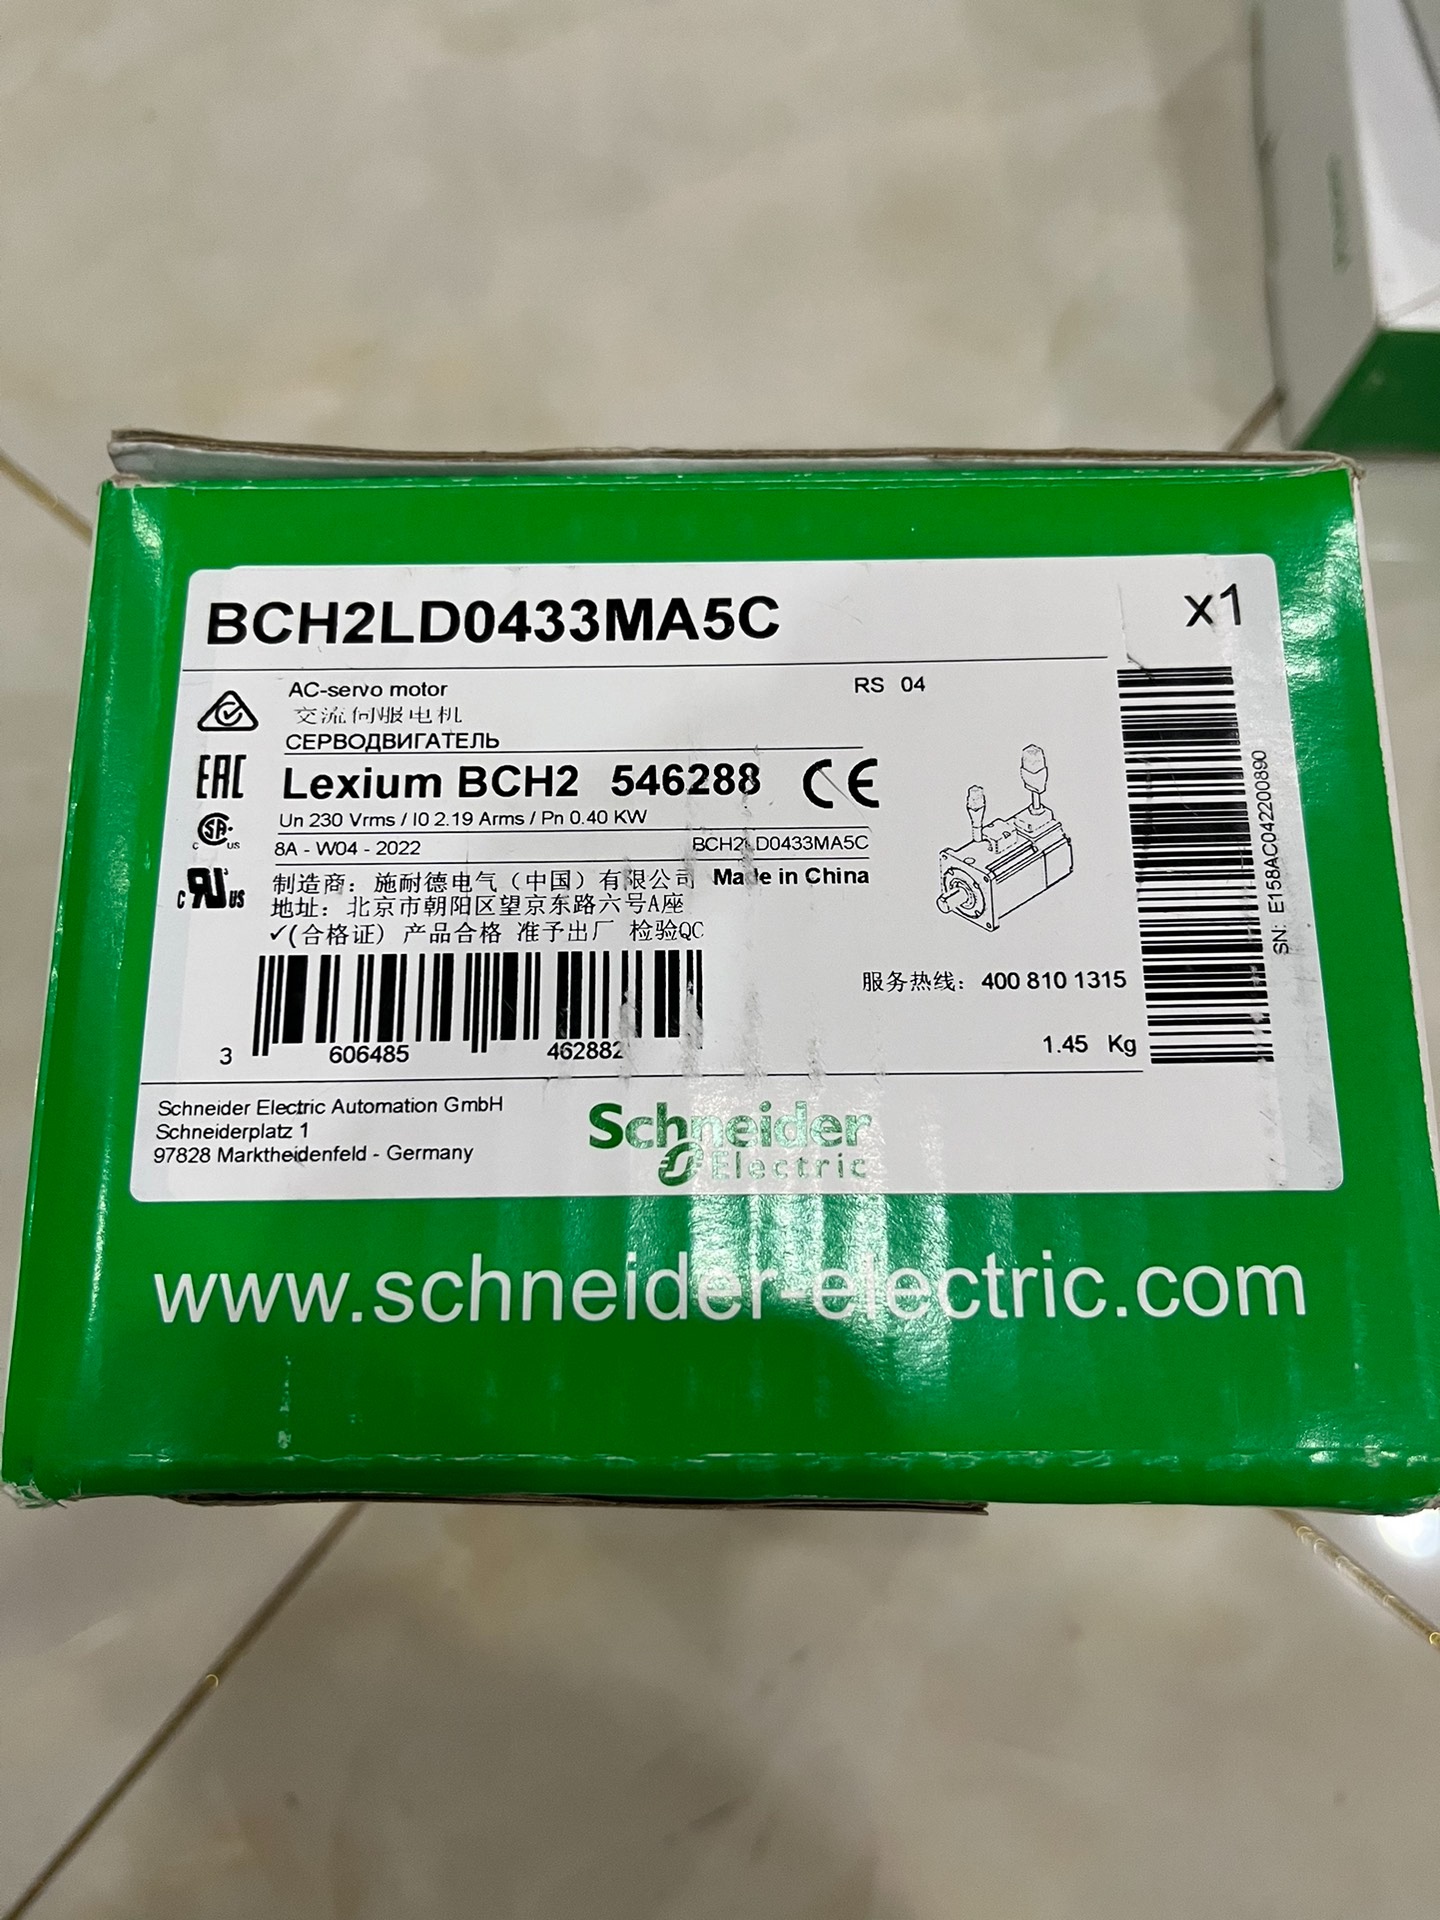 BCH2LD0433MA5C
x1
AC-servo motor
RS 04
交流伺服电机
СЕРВОДВИГАТЕЛЬ
EAC
Lexium BCH2 546288 CE
Un 230 Vrms / I0 2.19 Arms / Pn 0.40 KW
8A - W04 - 2022
BCH2LD0433MA5C
制造商：施耐德电气（中国）有限公司 Made in China
地址：北京市朝阳区望京东路六号A座
✓(合格证) 产品合格 准予出厂 检验QC
SN: E158AC042200890
服务热线：400 810 1315
3 606485 462882
1.45 Kg
Schneider Electric Automation GmbH
Schneiderplatz 1
97828 Marktheidenfeld - Germany
Schneider
Electric
www.schneider-electric.com